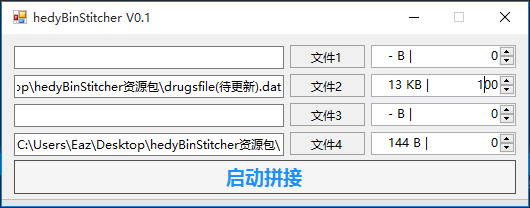 hedyBinStitcher V0.1
文件1 - B | 0
op\hedyBinStitcher资源包\drugsfile(待更新).dat 文件2 13 KB | 100
文件3 - B | 0
C:\Users\Eaz\Desktop\hedyBinStitcher资源包\ 文件4 144 B | 0
启动拼接